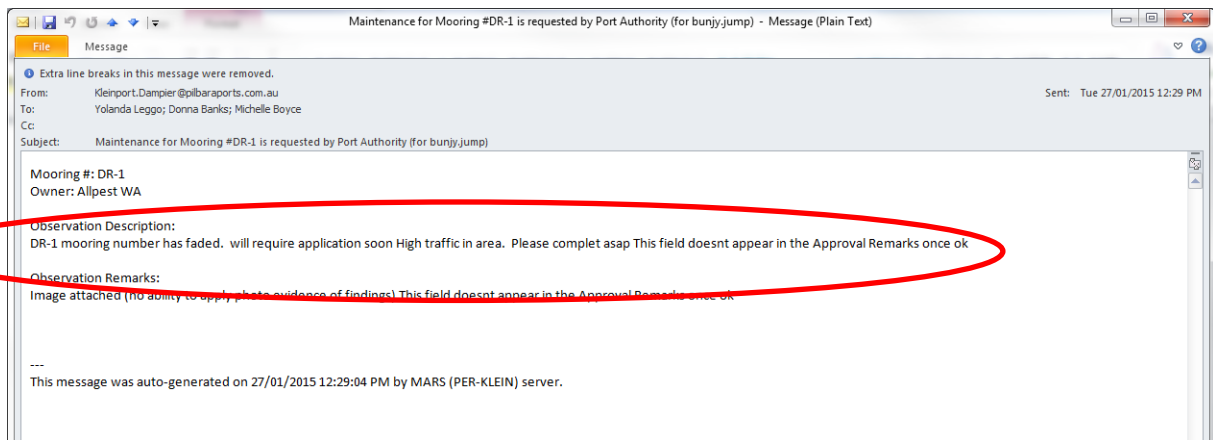 Maintenance for Mooring #DR-1 is requested by Port Authority (for bunjy.jump) - Message (Plain Text)
File Message
Extra line breaks in this message were removed.
From: Kleinport.Dampier@pilbaraports.com.au Sent: Tue 27/01/2015 12:29 PM
To: Yolanda Leggo; Donna Banks; Michelle Boyce
Cc:
Subject: Maintenance for Mooring #DR-1 is requested by Port Authority (for bunjy.jump)
Mooring #: DR-1
Owner: Allpest WA
Observation Description:
DR-1 mooring number has faded. will require application soon High traffic in area. Please complet asap This field doesnt appear in the Approval Remarks once ok
Observation Remarks:
Image attached (no ability to apply photo evidence of findings) This field doesnt appear in the Approval Remarks once ok
---
This message was auto-generated on 27/01/2015 12:29:04 PM by MARS (PER-KLEIN) server.